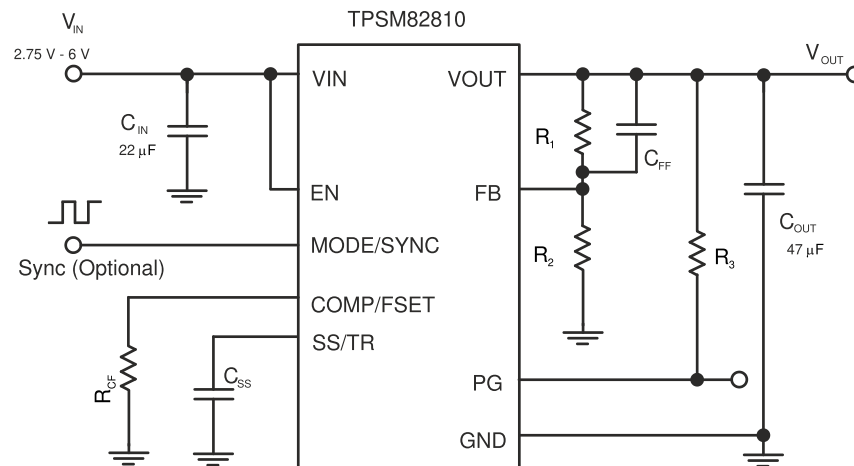 TPSM82810
V_IN
2.75 V - 6 V
VIN
VOUT
V_OUT
C_IN
22 µF
R_1
C_FF
EN
FB
MODE/SYNC
Sync (Optional)
R_2
R_3
C_OUT
47 µF
COMP/FSET
SS/TR
R_CF
C_SS
PG
GND